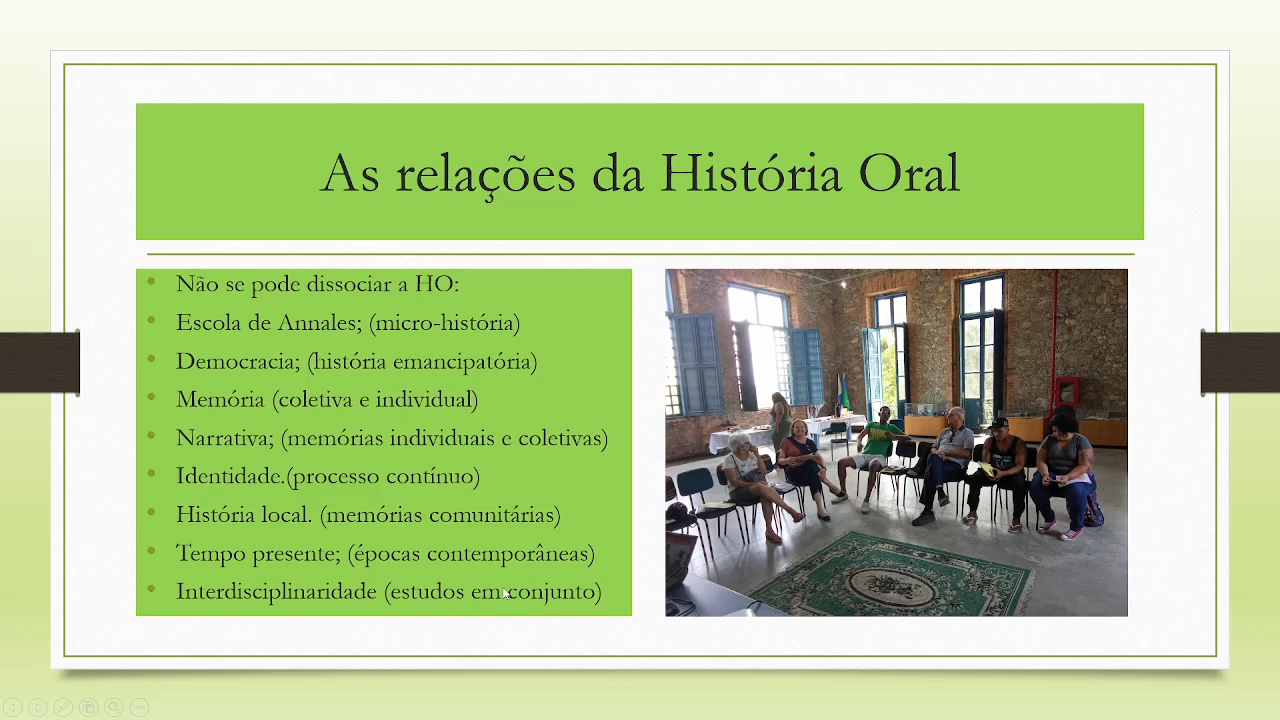 As relações da História Oral
Não se pode dissociar a HO:
Escola de Annales; (micro-história)
Democracia; (história emancipatória)
Memória (coletiva e individual)
Narrativa; (memórias individuais e coletivas)
Identidade.(processo contínuo)
História local. (memórias comunitárias)
Tempo presente; (épocas contemporâneas)
Interdisciplinaridade (estudos em conjunto)